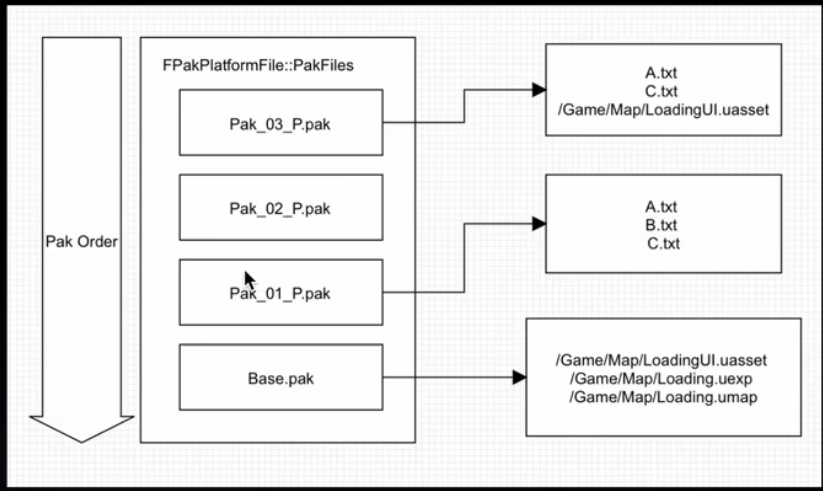 Pak Order
FPakPlatformFile::PakFiles
Pak_03_P.pak
Pak_02_P.pak
Pak_01_P.pak
Base.pak
A.txt
C.txt
/Game/Map/LoadingUI.uasset
A.txt
B.txt
C.txt
/Game/Map/LoadingUI.uasset
/Game/Map/Loading.uexp
/Game/Map/Loading.umap